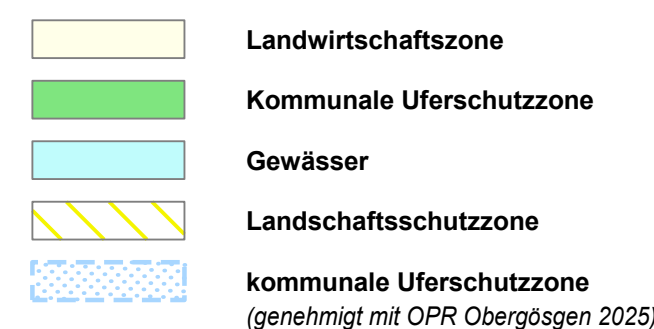 Landwirtschaftszone
Kommunale Uferschutzzone
Gewässer
Landschaftsschutzzone
kommunale Uferschutzzone
(genehmigt mit OPR Obergösgen 2025)